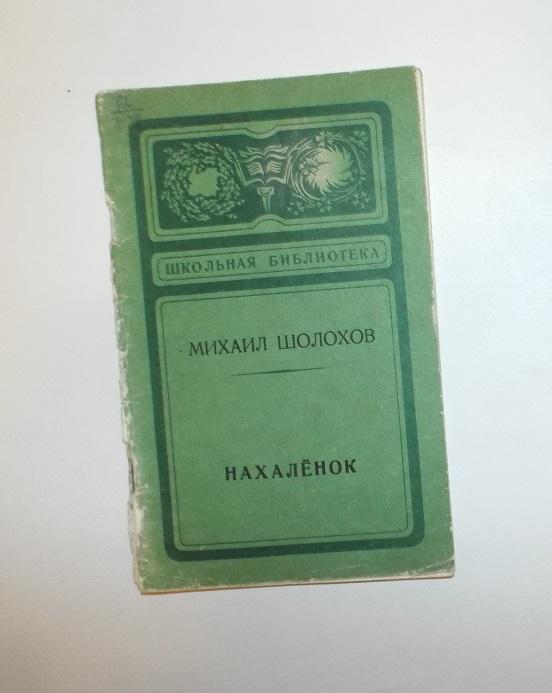 ШКОЛЬНАЯ БИБЛИОТЕКА
МИХАИЛ ШОЛОХОВ
НАХАЛЁНОК